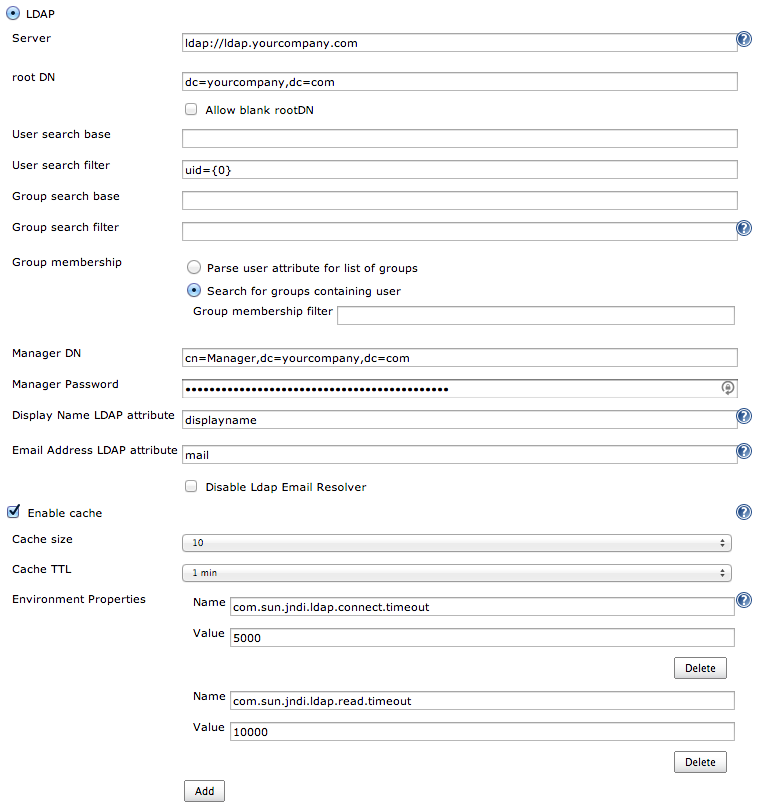 LDAP
Server
ldap://ldap.yourcompany.com
?
root DN
dc=yourcompany,dc=com
Allow blank rootDN
User search base
User search filter
uid={0}
Group search base
Group search filter
?
Group membership
Parse user attribute for list of groups
Search for groups containing user
Group membership filter
Manager DN
cn=Manager,dc=yourcompany,dc=com
Manager Password
Display Name LDAP attribute
displayname
?
Email Address LDAP attribute
mail
?
Disable Ldap Email Resolver
Enable cache
?
Cache size
10
Cache TTL
1 min
Environment Properties
Name
com.sun.jndi.ldap.connect.timeout
?
Value
5000
Delete
Name
com.sun.jndi.ldap.read.timeout
Value
10000
Delete
Add